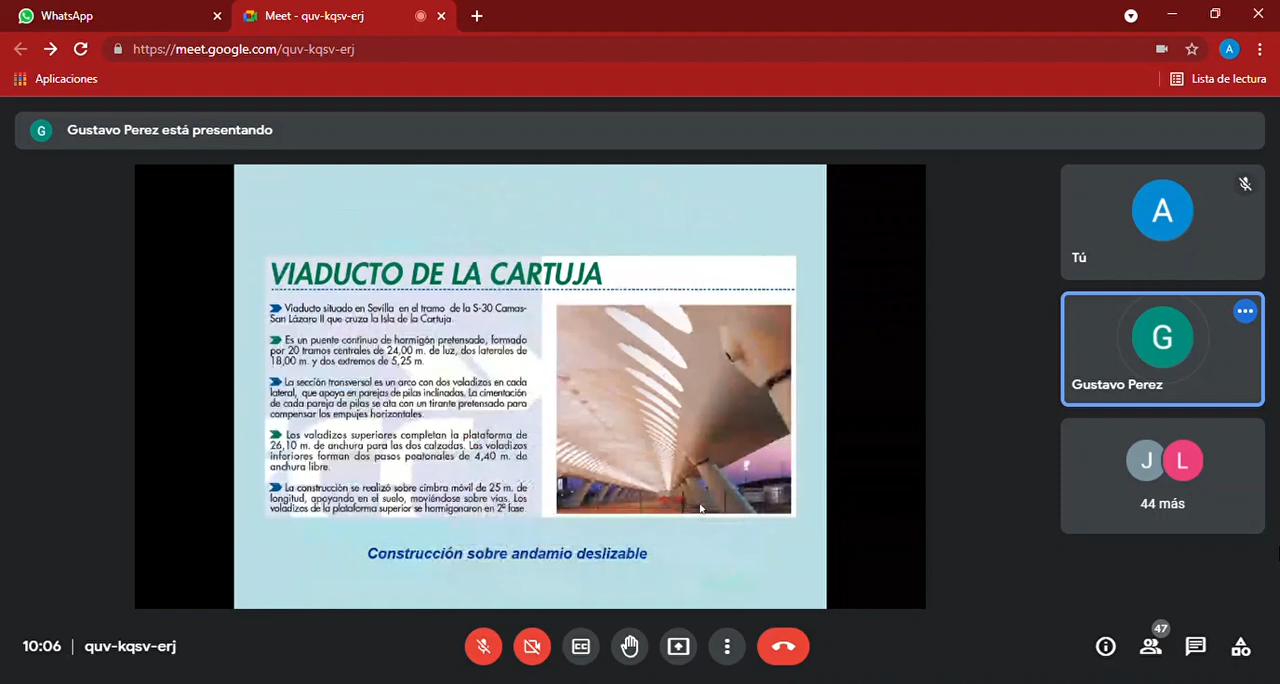 WhatsApp
Meet - quv-kqsv-erj
https://meet.google.com/quv-kqsv-erj
A
Aplicaciones
Lista de lectura
G
Gustavo Perez está presentando
VIADUCTO DE LA CARTUJA
Viaducto situado en Sevilla en el tramo de la S-30 Camas-
San Lázaro II que cruza la Isla de la Cartuja.
Es un puente continuo de hormigón pretensado, formado
por 20 tramos centrales de 24,00 m. de luz, dos laterales de
18,00 m. y dos extremos de 5,25 m.
La sección transversal es un arco con dos voladizos en cada
lateral, que apoya en parejas de pilas inclinadas. La cimentación
de cada pareja de pilas se ata con un tirante pretensado para
compensar los empujes horizontales.
Los voladizos superiores completan la plataforma de
26,10 m. de anchura para las dos calzadas. Los voladizos
inferiores forman dos pasos peatonales de 4,40 m. de
anchura libre.
La construcción se realizó sobre cimbra móvil de 25 m. de
longitud, apoyando en el suelo, moviéndose sobre vías. Los
voladizos de la plataforma superior se hormigonaron en 2ª fase.
Construcción sobre andamio deslizable
A
Tú
G
Gustavo Perez
J
L
44 más
10:06 | quv-kqsv-erj
CC
47